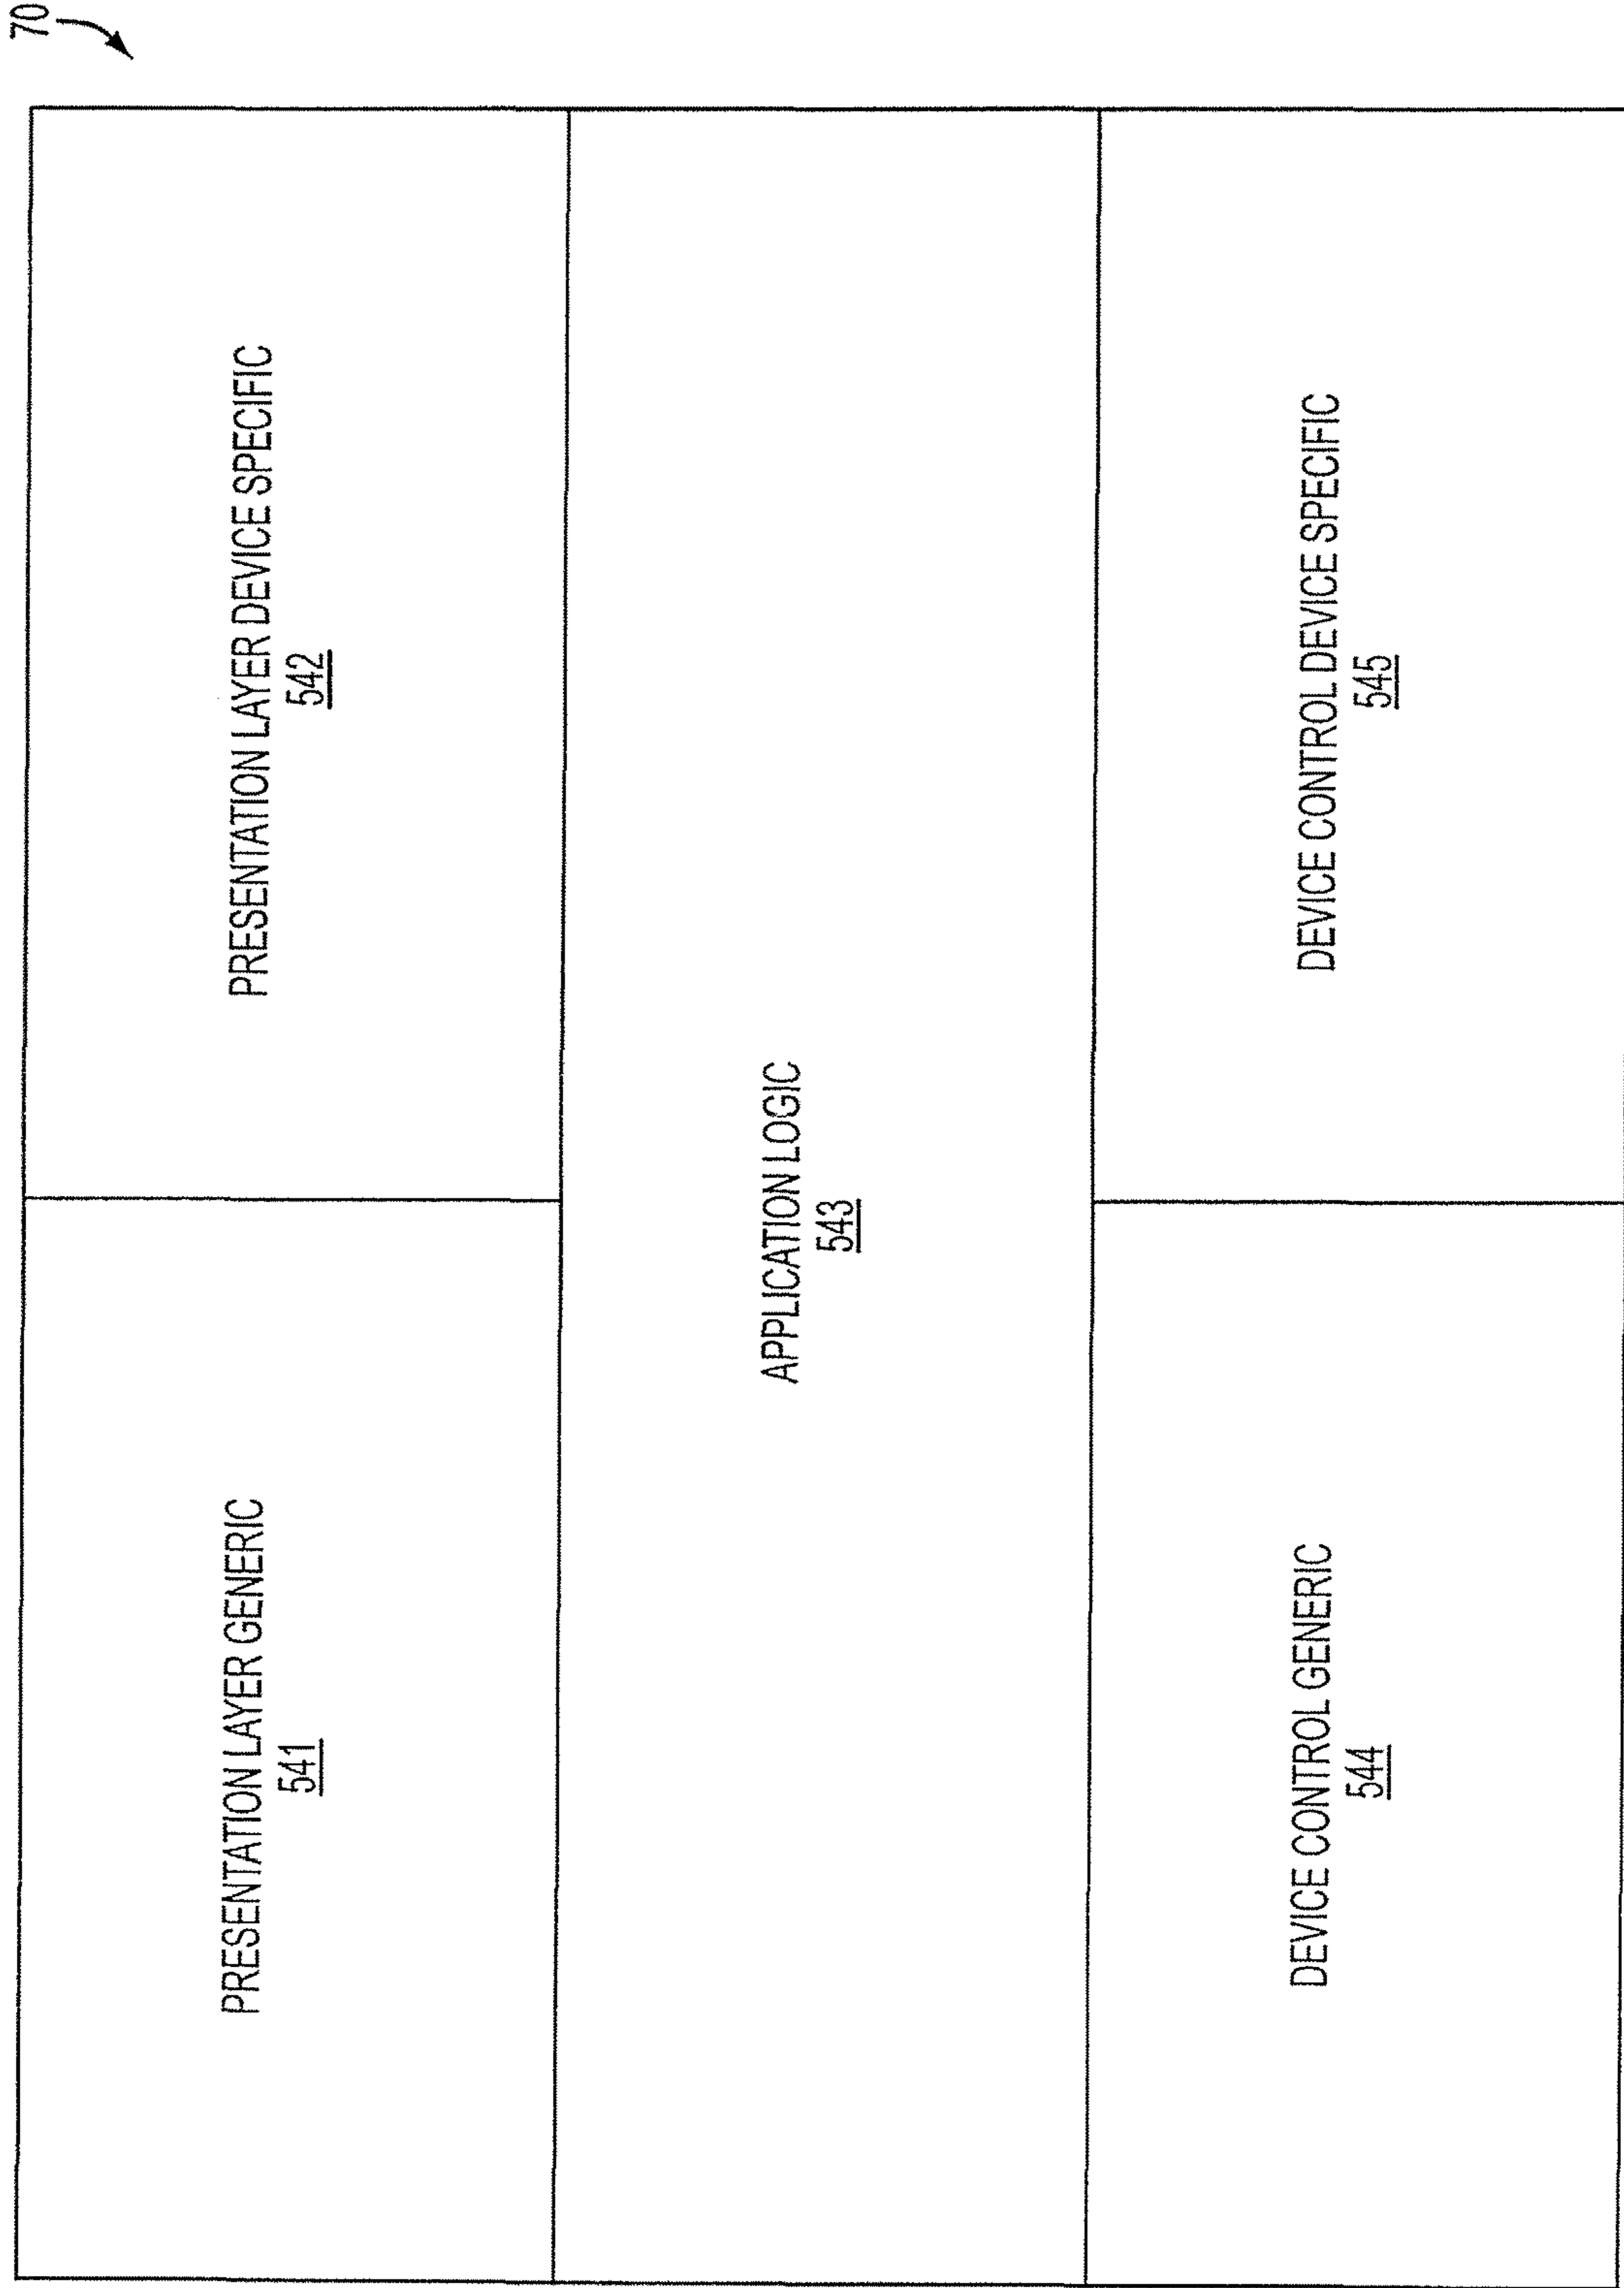 70
PRESENTATION LAYER GENERIC
541
PRESENTATION LAYER DEVICE SPECIFIC
542
APPLICATION LOGIC
543
DEVICE CONTROL GENERIC
544
DEVICE CONTROL DEVICE SPECIFIC
545